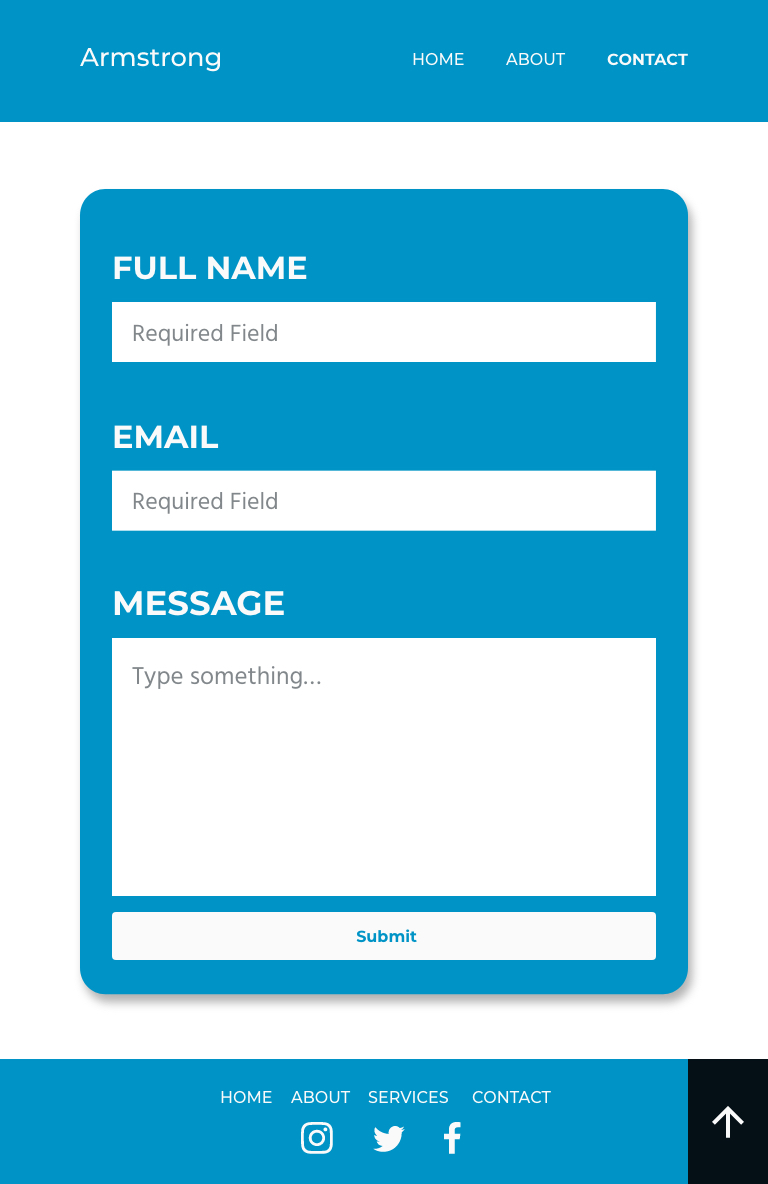 Armstrong HOME ABOUT CONTACT
FULL NAME
Required Field
EMAIL
Required Field
MESSAGE
Type something...
Submit
HOME ABOUT SERVICES CONTACT